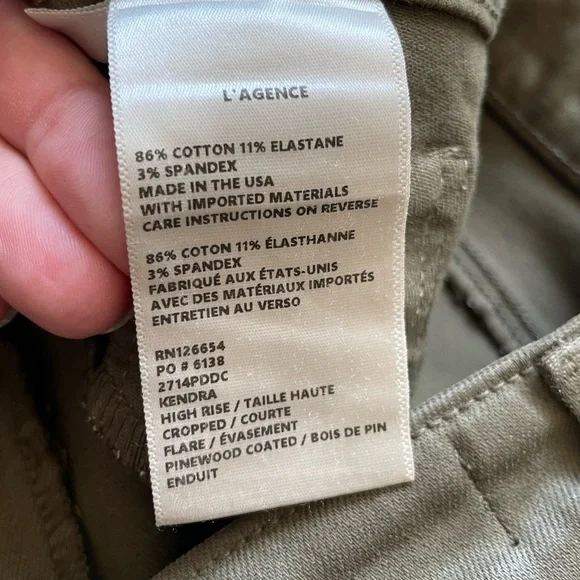 L'AGENCE
86% COTTON 11% ELASTANE
3% SPANDEX
MADE IN THE USA
WITH IMPORTED MATERIALS
CARE INSTRUCTIONS ON REVERSE
86% COTON 11% ÉLASTHANNE
3% SPANDEX
FABRIQUÉ AUX ÉTATS-UNIS
AVEC DES MATÉRIAUX IMPORTÉS
ENTRETIEN AU VERSO
RN126654
PO # 6138
2714PDDC
KENDRA
HIGH RISE / TAILLE HAUTE
CROPPED / COURTE
FLARE / ÉVASEMENT
PINEWOOD COATED / BOIS DE PIN
ENDUIT